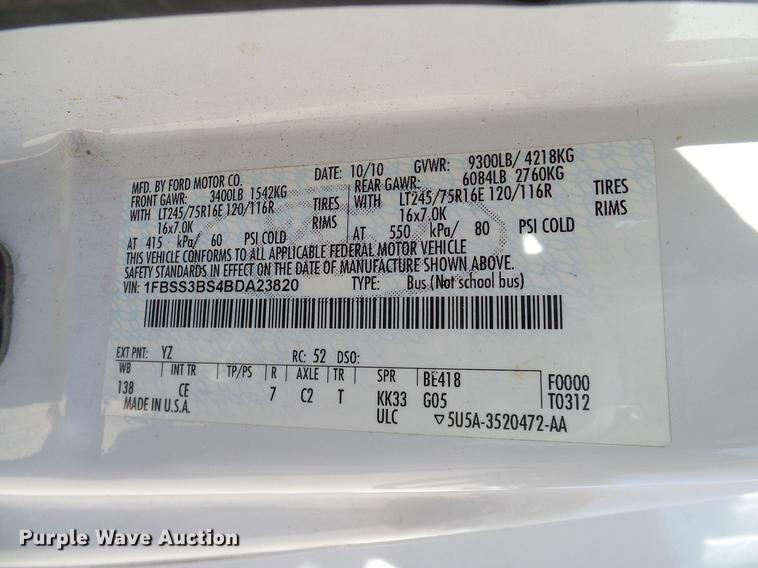 MFD. BY FORD MOTOR CO. DATE: 10/10 GVWR: 9300LB/ 4218KG
FRONT GAWR: 3400LB 1542KG REAR GAWR: 6084LB 2760KG
WITH LT245/75R16E 120/116R TIRES WITH LT245/75R16E 120/116R TIRES
16x7.0K RIMS 16x7.0K RIMS
AT 415 kPa/ 60 PSI COLD AT 550 kPa/ 80 PSI COLD
THIS VEHICLE CONFORMS TO ALL APPLICABLE FEDERAL MOTOR VEHICLE
SAFETY STANDARDS IN EFFECT ON THE DATE OF MANUFACTURE SHOWN ABOVE.
VIN: 1FBSS3BS4BDA23820 TYPE: Bus (Not school bus)
EXT PNT: YZ RC: 52 DSO:
WB INT TR TP/PS R AXLE TR SPR BE418 F0000
138 CE 7 C2 T KK33 G05 T0312
MADE IN U.S.A. ULC ▽5U5A-3520472-AA
Purple Wave Auction